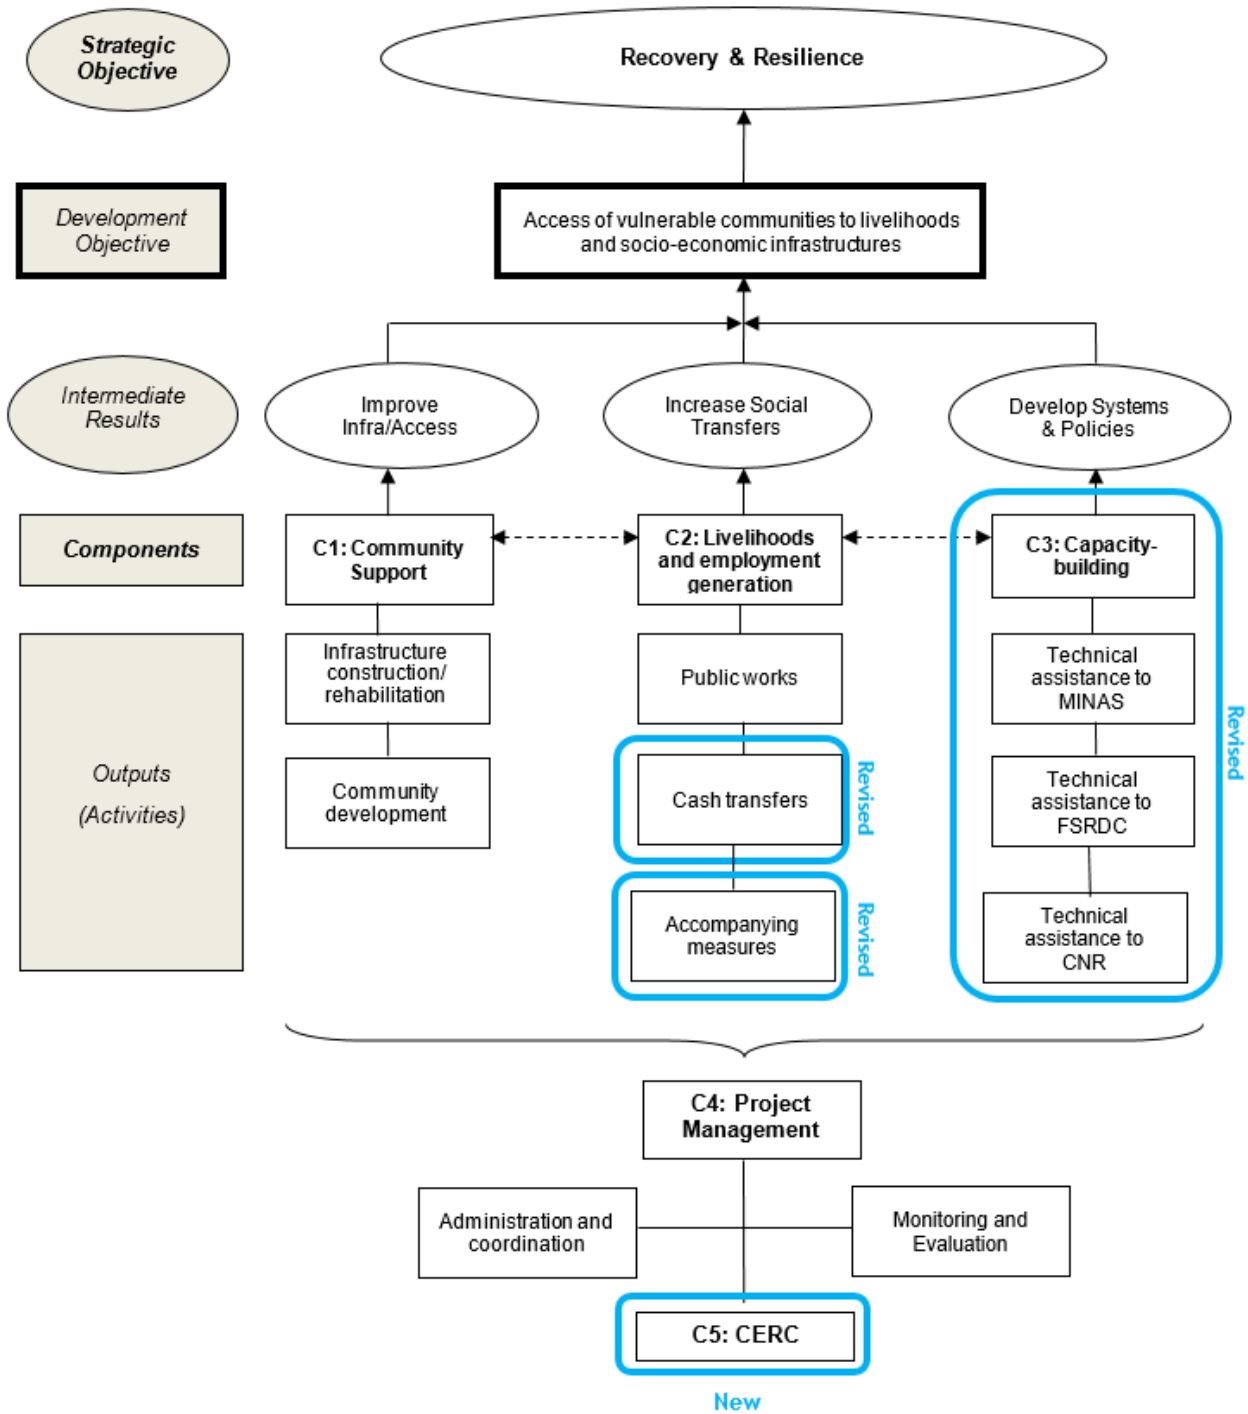 Strategic
Objective
Recovery & Resilience
Development
Objective
Access of vulnerable communities to livelihoods
and socio-economic infrastructures
Intermediate
Results
Improve
Infra/Access
Increase Social
Transfers
Develop Systems
& Policies
Components
C1: Community
Support
C2: Livelihoods
and employment
generation
C3: Capacity-
building
Outputs
(Activities)
Infrastructure
construction/
rehabilitation
Community
development
Public works
Cash transfers
Revised
Accompanying
measures
Revised
Technical
assistance to
MINAS
Technical
assistance to
FSRDC
Technical
assistance to
CNR
Revised
C4: Project
Management
Administration and
coordination
Monitoring and
Evaluation
C5: CERC
New